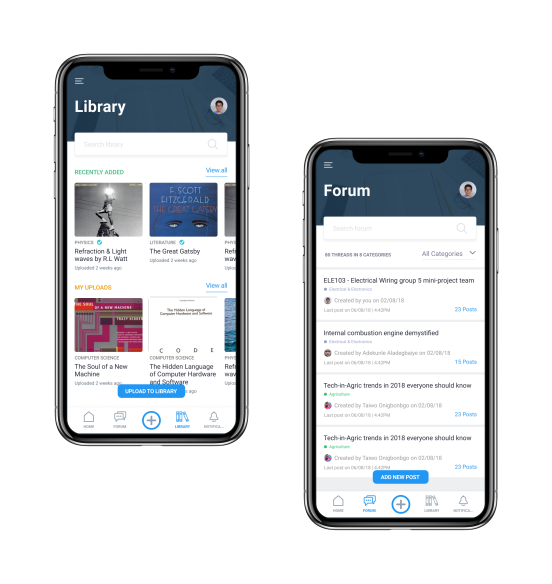 Library
Search library
RECENTLY ADDED
View all
F. SCOTT
FITZGERALD
THE GREAT GATSBY
PHYSICS
LITERATURE
PHYS
Refraction & Light
waves by R.L Watt
The Great Gatsby
Refra
wave
Uploaded 2 weeks ago
Uploaded 2 weeks ago
Uploa
MY UPLOADS
View all
THE SOUL
OF A NEW MACHINE
TRACY KIDDER
The Hidden Language of
Computer Hardware and Software
C O D E
COMPUTER SCIENCE
COMPUTER SCIENCE
PHYS
The Soul of a New
Machine
The Hidden Language
of Computer Hardware
and Software
Refra
wave
Uploaded 2 weeks ago
Uploa
UPLOAD TO LIBRARY
HOME
FORUM
LIBRARY
NOTIFICA...
Forum
Search forum
80 THREADS IN 5 CATEGORIES
All Categories
ELE103 - Electrical Wiring group 5 mini-project team
Electrical & Electronics
Created by you on 02/08/18
Last post on 06/08/18 | 4:43PM
23 Posts
Internal combustion engine demystified
Electrical & Electronics
Created by Adekunle Aladegbaiye on 02/08/18
Last post on 06/08/18 | 4:43PM
15 Posts
Tech-in-Agric trends in 2018 everyone should know
Agriculture
Created by Taiwo Onigbonbgo on 02/08/18
Last post on 06/08/18 | 4:43PM
23 Posts
Tech-in-Agric trends in 2018 everyone should know
Agriculture
Created by Taiwo Onigbonbgo on 02/08/18
Last post on 06/08/18 | 4:43PM
23 Posts
ADD NEW POST
HOME
FORUM
LIBRARY
NOTIFICA...